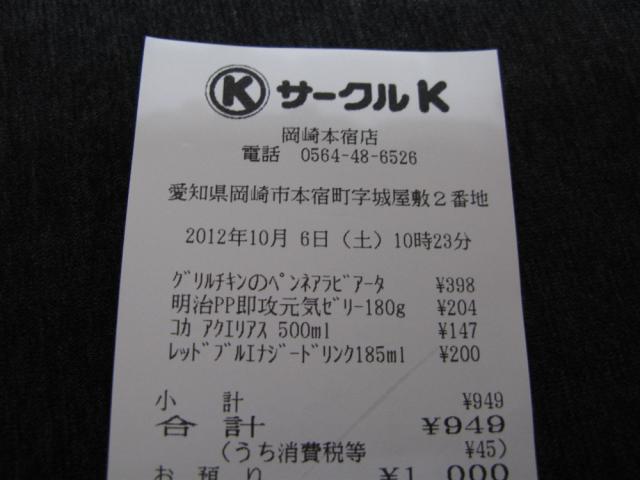 K サークルK
岡崎本宿店
電話 0564-48-6526
愛知県岡崎市本宿町字城屋敷2番地
2012年10月 6日(土)10時23分
グリルチキンのペンネアラビアータ ¥398
明治PP即攻元気ゼリー180g ¥204
コカ アクエリアス 500ml ¥147
レッドブルエナジードリンク185ml ¥200
小 計 ¥949
合 計 ¥949
(うち消費税等 ¥45)
お預り ¥1,000